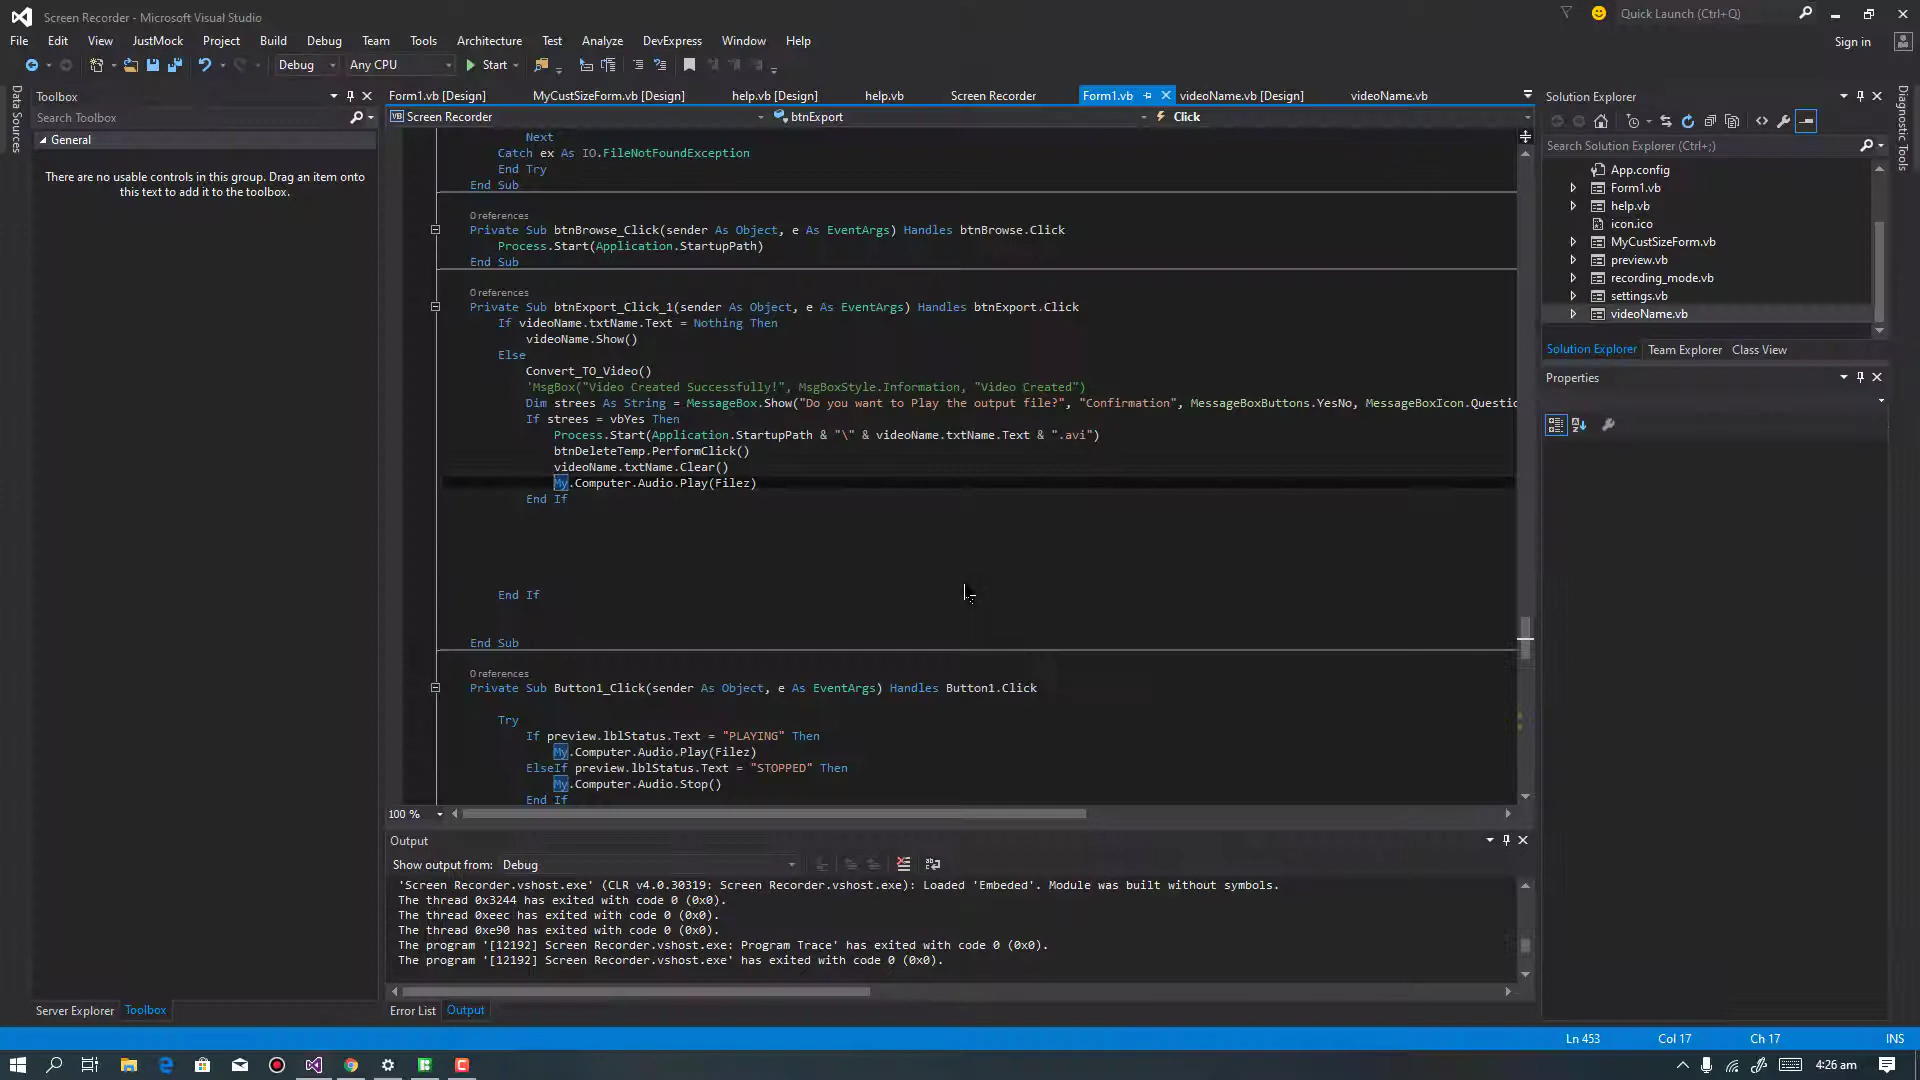 Screen Recorder - Microsoft Visual Studio
Quick Launch (Ctrl+Q)
File Edit View JustMock Project Build Debug Team Tools Architecture Test Analyze DevExpress Window Help
Sign in
Debug Any CPU Start
Data Sources
Toolbox
Search Toolbox
General
There are no usable controls in this group. Drag an item onto
this text to add it to the toolbox.
Server Explorer Toolbox
Form1.vb [Design] MyCustSizeForm.vb [Design] help.vb [Design] help.vb Screen Recorder Form1.vb videoName.vb [Design] videoName.vb
VB Screen Recorder btnExport Click
Next
Catch ex As IO.FileNotFoundException
End Try
End Sub
0 references
Private Sub btnBrowse_Click(sender As Object, e As EventArgs) Handles btnBrowse.Click
Process.Start(Application.StartupPath)
End Sub
0 references
Private Sub btnExport_Click_1(sender As Object, e As EventArgs) Handles btnExport.Click
If videoName.txtName.Text = Nothing Then
videoName.Show()
Else
Convert_TO_Video()
'MsgBox("Video Created Successfully!", MsgBoxStyle.Information, "Video Created")
Dim strees As String = MessageBox.Show("Do you want to Play the output file?", "Confirmation", MessageBoxButtons.YesNo, MessageBoxIcon.Questio
If strees = vbYes Then
Process.Start(Application.StartupPath & "\" & videoName.txtName.Text & ".avi")
btnDeleteTemp.PerformClick()
videoName.txtName.Clear()
My.Computer.Audio.Play(Filez)
End If
End If
End Sub
0 references
Private Sub Button1_Click(sender As Object, e As EventArgs) Handles Button1.Click
Try
If preview.lblStatus.Text = "PLAYING" Then
My.Computer.Audio.Play(Filez)
ElseIf preview.lblStatus.Text = "STOPPED" Then
My.Computer.Audio.Stop()
End If
100 %
Output
Show output from: Debug
'Screen Recorder.vshost.exe' (CLR v4.0.30319: Screen Recorder.vshost.exe): Loaded 'Embeded'. Module was built without symbols.
The thread 0x3244 has exited with code 0 (0x0).
The thread 0xeec has exited with code 0 (0x0).
The thread 0xe90 has exited with code 0 (0x0).
The program '[12192] Screen Recorder.vshost.exe: Program Trace' has exited with code 0 (0x0).
The program '[12192] Screen Recorder.vshost.exe' has exited with code 0 (0x0).
Error List Output
Solution Explorer
Search Solution Explorer (Ctrl+;)
App.config
Form1.vb
help.vb
icon.ico
MyCustSizeForm.vb
preview.vb
recording_mode.vb
settings.vb
videoName.vb
Solution Explorer Team Explorer Class View
Properties
Diagnostic Tools
Ln 453 Col 17 Ch 17 INS
4:26 am